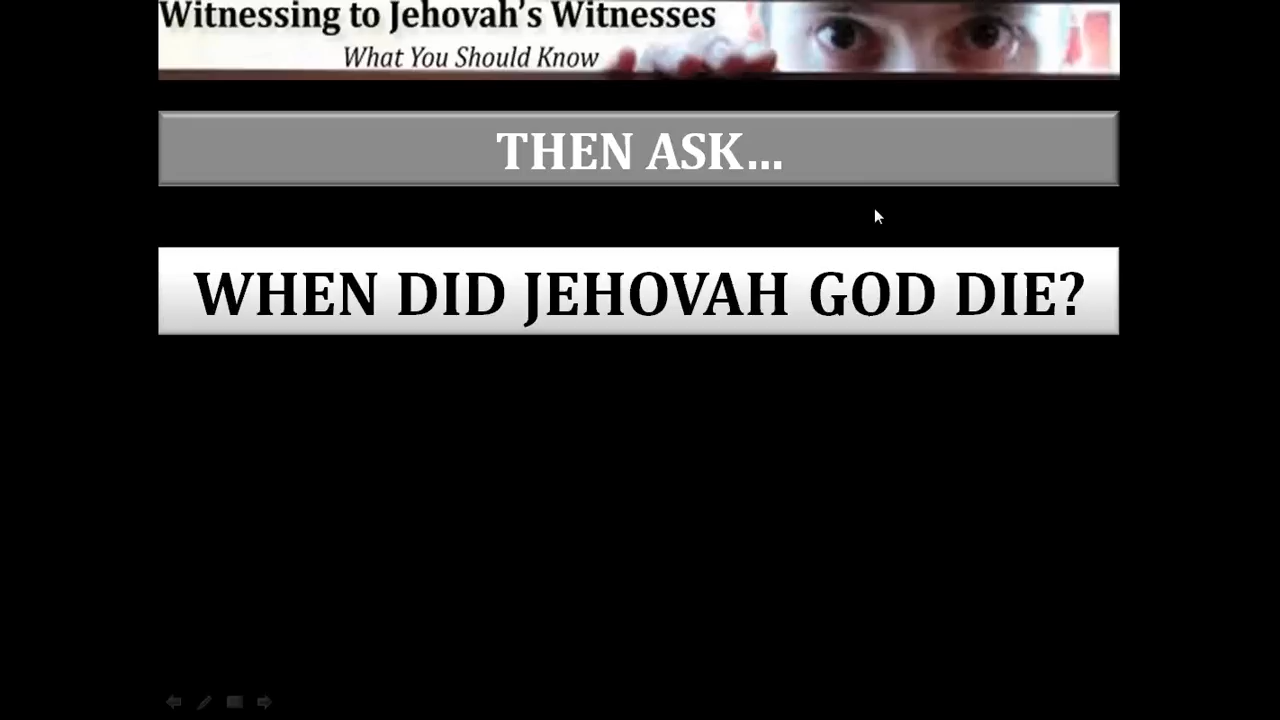 Witnessing to Jehovah's Witnesses
What You Should Know
THEN ASK...
WHEN DID JEHOVAH GOD DIE?